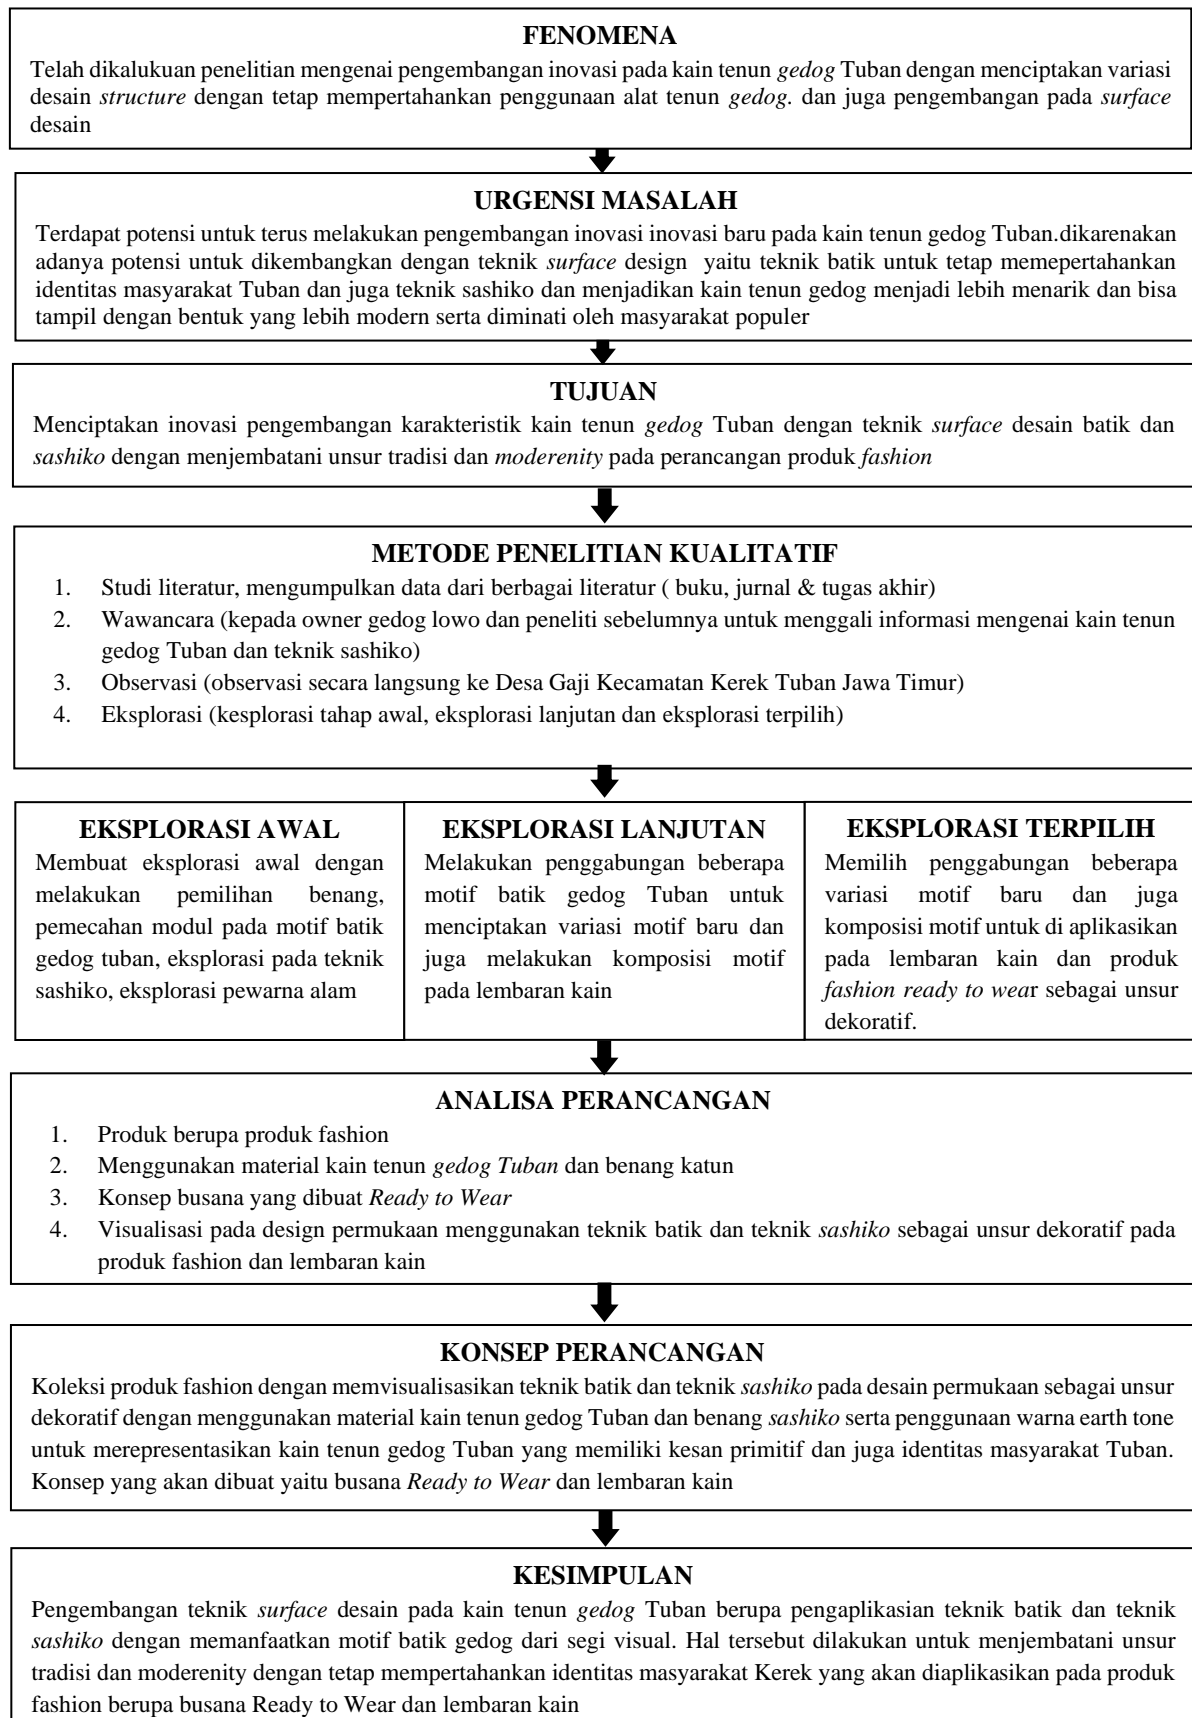 FENOMENA
Telah dikalukuan penelitian mengenai pengembangan inovasi pada kain tenun gedog Tuban dengan menciptakan variasi
desain structure dengan tetap mempertahankan penggunaan alat tenun gedog. dan juga pengembangan pada surface
desain
URGENSI MASALAH
Terdapat potensi untuk terus melakukan pengembangan inovasi inovasi baru pada kain tenun gedog Tuban.dikarenakan
adanya potensi untuk dikembangkan dengan teknik surface design yaitu teknik batik untuk tetap memepertahankan
identitas masyarakat Tuban dan juga teknik sashiko dan menjadikan kain tenun gedog menjadi lebih menarik dan bisa
tampil dengan bentuk yang lebih modern serta diminati oleh masyarakat populer
TUJUAN
Menciptakan inovasi pengembangan karakteristik kain tenun gedog Tuban dengan teknik surface desain batik dan
sashiko dengan menjembatani unsur tradisi dan moderenity pada perancangan produk fashion
METODE PENELITIAN KUALITATIF
1. Studi literatur, mengumpulkan data dari berbagai literatur ( buku, jurnal & tugas akhir)
2. Wawancara (kepada owner gedog lowo dan peneliti sebelumnya untuk menggali informasi mengenai kain tenun
gedog Tuban dan teknik sashiko)
3. Observasi (observasi secara langsung ke Desa Gaji Kecamatan Kerek Tuban Jawa Timur)
4. Eksplorasi (kesplorasi tahap awal, eksplorasi lanjutan dan eksplorasi terpilih)
EKSPLORASI AWAL
Membuat eksplorasi awal dengan
melakukan pemilihan benang,
pemecahan modul pada motif batik
gedog tuban, eksplorasi pada teknik
sashiko, eksplorasi pewarna alam
EKSPLORASI LANJUTAN
Melakukan penggabungan beberapa
motif batik gedog Tuban untuk
menciptakan variasi motif baru dan
juga melakukan komposisi motif
pada lembaran kain
EKSPLORASI TERPILIH
Memilih penggabungan beberapa
variasi motif baru dan juga
komposisi motif untuk di aplikasikan
pada lembaran kain dan produk
fashion ready to wear sebagai unsur
dekoratif.
ANALISA PERANCANGAN
1. Produk berupa produk fashion
2. Menggunakan material kain tenun gedog Tuban dan benang katun
3. Konsep busana yang dibuat Ready to Wear
4. Visualisasi pada design permukaan menggunakan teknik batik dan teknik sashiko sebagai unsur dekoratif pada
produk fashion dan lembaran kain
KONSEP PERANCANGAN
Koleksi produk fashion dengan memvisualisasikan teknik batik dan teknik sashiko pada desain permukaan sebagai unsur
dekoratif dengan menggunakan material kain tenun gedog Tuban dan benang sashiko serta penggunaan warna earth tone
untuk merepresentasikan kain tenun gedog Tuban yang memiliki kesan primitif dan juga identitas masyarakat Tuban.
Konsep yang akan dibuat yaitu busana Ready to Wear dan lembaran kain
KESIMPULAN
Pengembangan teknik surface desain pada kain tenun gedog Tuban berupa pengaplikasian teknik batik dan teknik
sashiko dengan memanfaatkan motif batik gedog dari segi visual. Hal tersebut dilakukan untuk menjembatani unsur
tradisi dan moderenity dengan tetap mempertahankan identitas masyarakat Kerek yang akan diaplikasikan pada produk
fashion berupa busana Ready to Wear dan lembaran kain